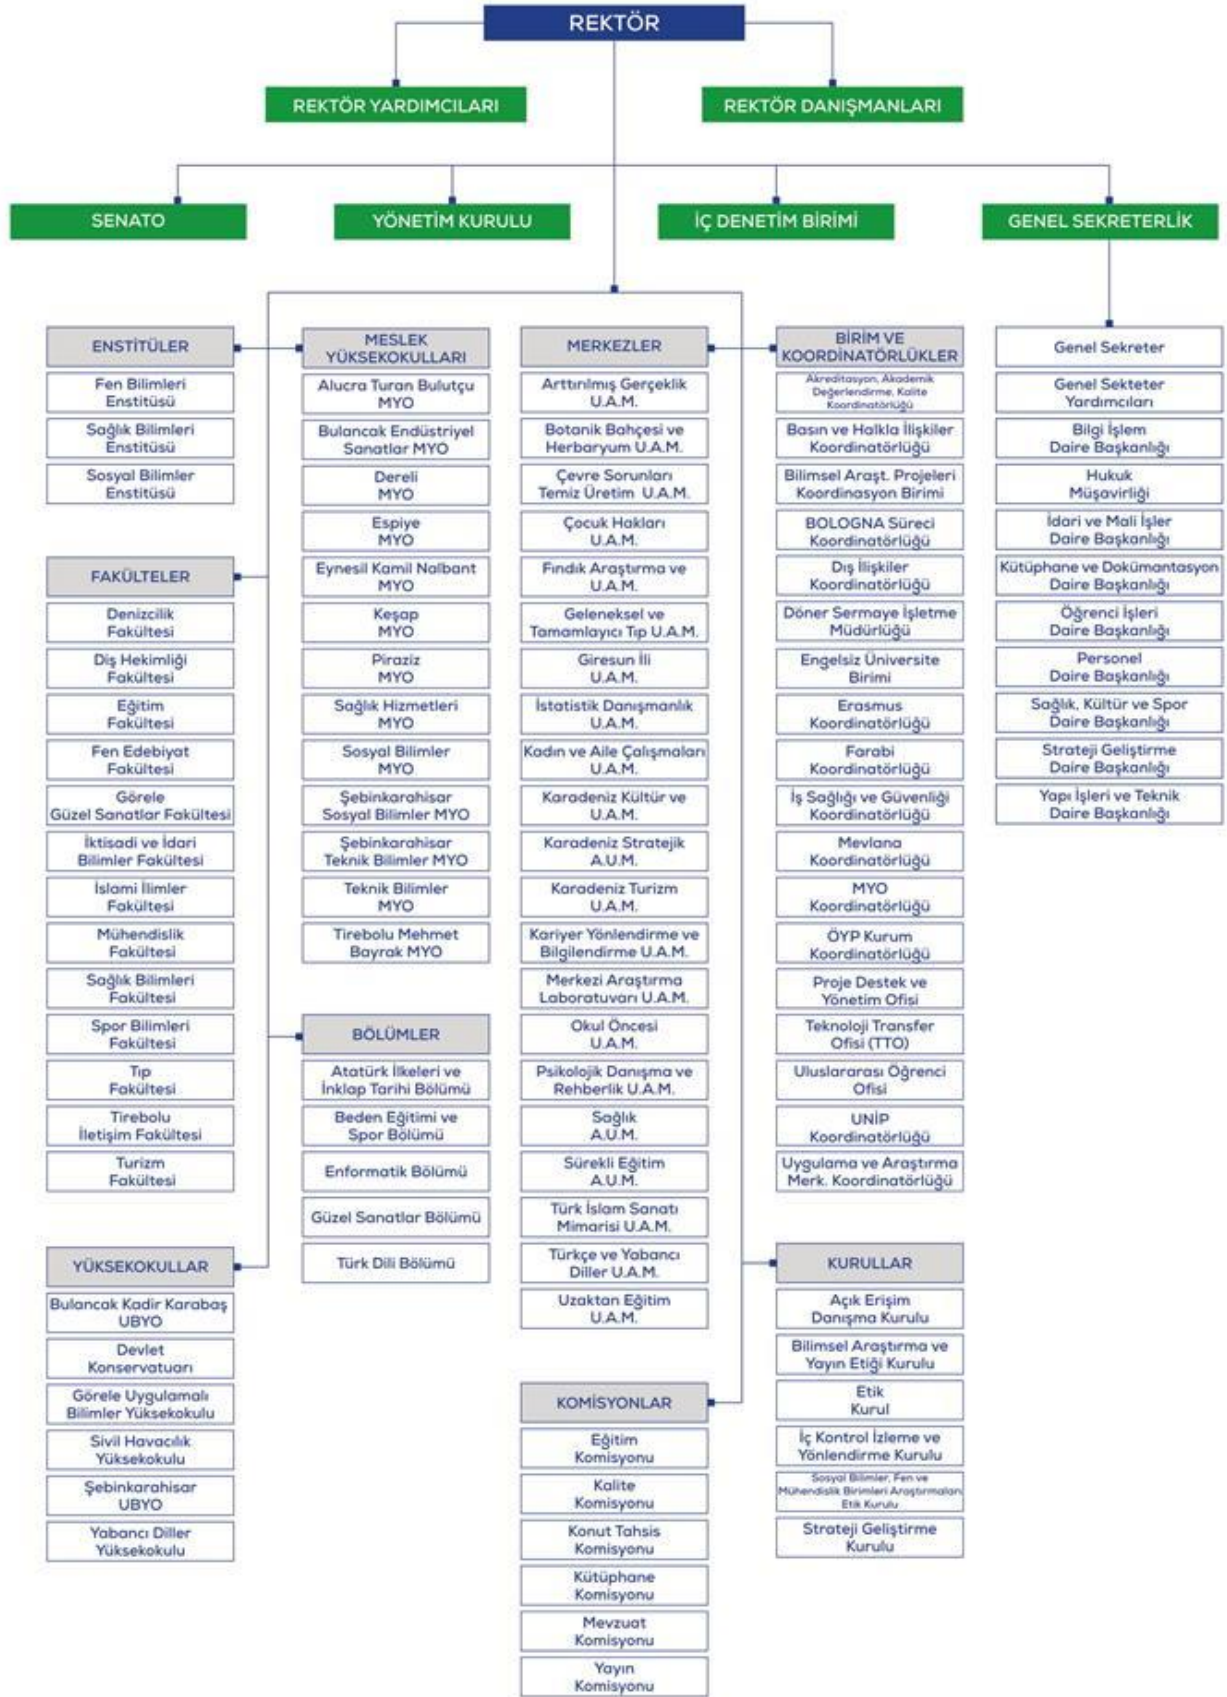 REKTÖR
REKTÖR YARDIMCILARI
REKTÖR DANIŞMANLARI
SENATO
YÖNETİM KURULU
İÇ DENETİM BİRİMİ
GENEL SEKRETERLİK
ENSTİTÜLER
Fen Bilimleri
Enstitüsü
Sağlık Bilimleri
Enstitüsü
Sosyal Bilimler
Enstitüsü
FAKÜLTELER
Denizcilik
Fakültesi
Diş Hekimliği
Fakültesi
Eğitim
Fakültesi
Fen Edebiyat
Fakültesi
Görele
Güzel Sanatlar Fakültesi
İktisadi ve İdari
Bilimler Fakültesi
İslami İlimler
Fakültesi
Mühendislik
Fakültesi
Sağlık Bilimleri
Fakültesi
Spor Bilimleri
Fakültesi
Tıp
Fakültesi
Tirebolu
İletişim Fakültesi
Turizm
Fakültesi
YÜKSEKOKULLAR
Bulancak Kadir Karabaş
UBYO
Devlet
Konservatuarı
Görele Uygulamalı
Bilimler Yüksekokulu
Sivil Havacılık
Yüksekokulu
Şebinkarahisar
UBYO
Yabancı Diller
Yüksekokulu
MESLEK
YÜKSEKOKULLARI
Alucra Turan Bulutçu
MYO
Bulancak Endüstriyel
Sanatlar MYO
Dereli
MYO
Espiye
MYO
Eynesil Kamil Nalbant
MYO
Keşap
MYO
Piraziz
MYO
Sağlık Hizmetleri
MYO
Sosyal Bilimler
MYO
Şebinkarahisar
Sosyal Bilimler MYO
Şebinkarahisar
Teknik Bilimler MYO
Teknik Bilimler
MYO
Tirebolu Mehmet
Bayrak MYO
BÖLÜMLER
Atatürk İlkeleri ve
İnklap Tarihi Bölümü
Beden Eğitimi ve
Spor Bölümü
Enformatik Bölümü
Güzel Sanatlar Bölümü
Türk Dili Bölümü
MERKEZLER
Arttırılmış Gerçeklik
U.A.M.
Botanik Bahçesi ve
Herbaryum U.A.M.
Çevre Sorunları
Temiz Üretim U.A.M.
Çocuk Hakları
U.A.M.
Fındık Araştırma ve
U.A.M.
Geleneksel ve
Tamamlayıcı Tıp U.A.M.
Giresun İli
U.A.M.
İstatistik Danışmanlık
U.A.M.
Kadın ve Aile Çalışmaları
U.A.M.
Karadeniz Kültür ve
U.A.M.
Karadeniz Stratejik
A.U.M.
Karadeniz Turizm
U.A.M.
Kariyer Yönlendirme ve
Bilgilendirme U.A.M.
Merkezi Araştırma
Laboratuvarı U.A.M.
Okul Öncesi
U.A.M.
Psikolojik Danışma ve
Rehberlik U.A.M.
Sağlık
A.U.M.
Sürekli Eğitim
A.U.M.
Türk İslam Sanatı
Mimarisi U.A.M.
Türkçe ve Yabancı
Diller U.A.M.
Uzaktan Eğitim
U.A.M.
KOMİSYONLAR
Eğitim
Komisyonu
Kalite
Komisyonu
Konut Tahsis
Komisyonu
Kütüphane
Komisyonu
Mevzuat
Komisyonu
Yayın
Komisyonu
BİRİM VE
KOORDİNATÖRLÜKLER
Akreditasyon, Akademik
Değerlendirme, Kalite
Koordinatörlüğü
Basın ve Halkla İlişkiler
Koordinatörlüğü
Bilimsel Araşt. Projeleri
Koordinasyon Birimi
BOLOGNA Süreci
Koordinatörlüğü
Dış İlişkiler
Koordinatörlüğü
Döner Sermaye İşletme
Müdürlüğü
Engelsiz Üniversite
Birimi
Erasmus
Koordinatörlüğü
Farabi
Koordinatörlüğü
İş Sağlığı ve Güvenliği
Koordinatörlüğü
Mevlana
Koordinatörlüğü
MYO
Koordinatörlüğü
ÖYP Kurum
Koordinatörlüğü
Proje Destek ve
Yönetim Ofisi
Teknoloji Transfer
Ofisi (TTO)
Uluslararası Öğrenci
Ofisi
UNİP
Koordinatörlüğü
Uygulama ve Araştırma
Merk. Koordinatörlüğü
KURULLAR
Açık Erişim
Danışma Kurulu
Bilimsel Araştırma ve
Yayın Etiği Kurulu
Etik
Kurul
İç Kontrol İzleme ve
Yönlendirme Kurulu
Sosyal Bilimler, Fen ve
Mühendislik Birimleri Araştırmaları
Etik Kurulu
Strateji Geliştirme
Kurulu
Genel Sekreter
Genel Sekteter
Yardımcıları
Bilgi İşlem
Daire Başkanlığı
Hukuk
Müşavirliği
İdari ve Mali İşler
Daire Başkanlığı
Kütüphane ve Dokümantasyon
Daire Başkanlığı
Öğrenci İşleri
Daire Başkanlığı
Personel
Daire Başkanlığı
Sağlık, Kültür ve Spor
Daire Başkanlığı
Strateji Geliştirme
Daire Başkanlığı
Yapı İşleri ve Teknik
Daire Başkanlığı